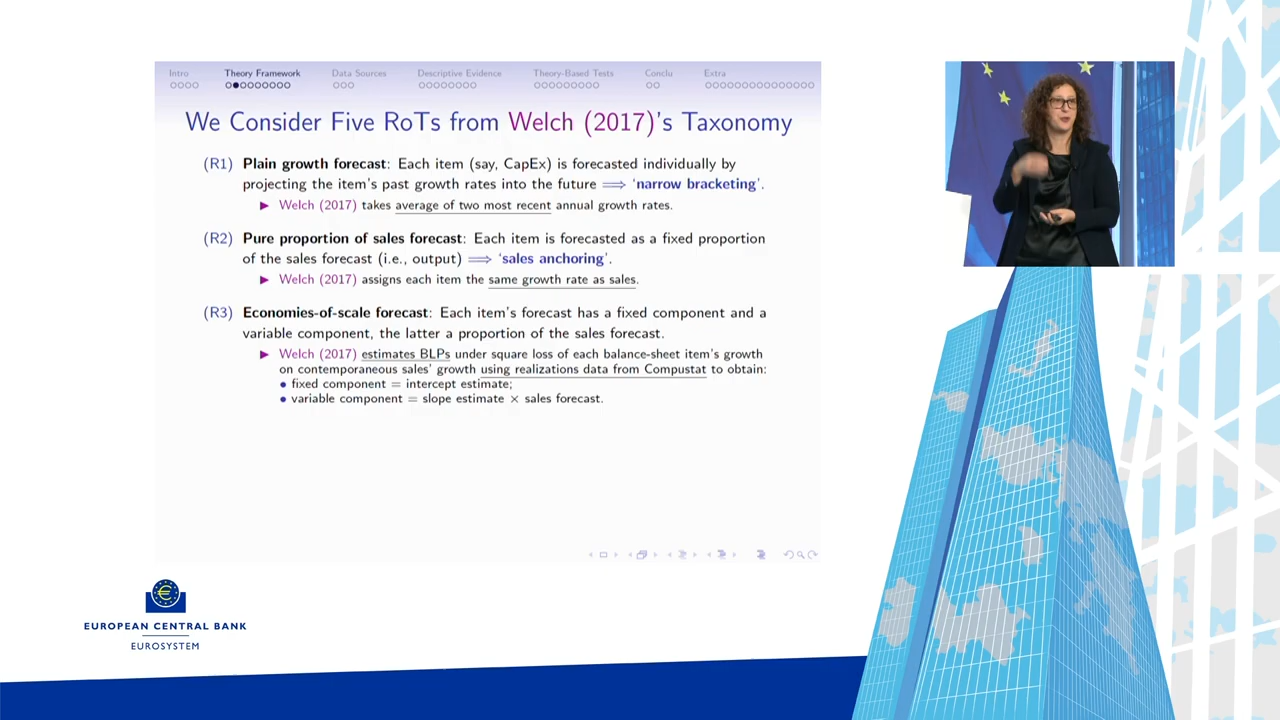 Intro Theory Framework Data Sources Descriptive Evidence Theory-Based Tests Conclu Extra
We Consider Five RoTs from Welch (2017)'s Taxonomy
(R1) Plain growth forecast: Each item (say, CapEx) is forecasted individually by
projecting the item's past growth rates into the future ⟹ 'narrow bracketing'.
▶ Welch (2017) takes average of two most recent annual growth rates.
(R2) Pure proportion of sales forecast: Each item is forecasted as a fixed proportion
of the sales forecast (i.e., output) ⟹ 'sales anchoring'.
▶ Welch (2017) assigns each item the same growth rate as sales.
(R3) Economies-of-scale forecast: Each item's forecast has a fixed component and a
variable component, the latter a proportion of the sales forecast.
▶ Welch (2017) estimates BLPs under square loss of each balance-sheet item's growth
on contemporaneous sales' growth using realizations data from Compustat to obtain:
• fixed component = intercept estimate;
• variable component = slope estimate × sales forecast.
€
EUROPEAN CENTRAL BANK
EUROSYSTEM